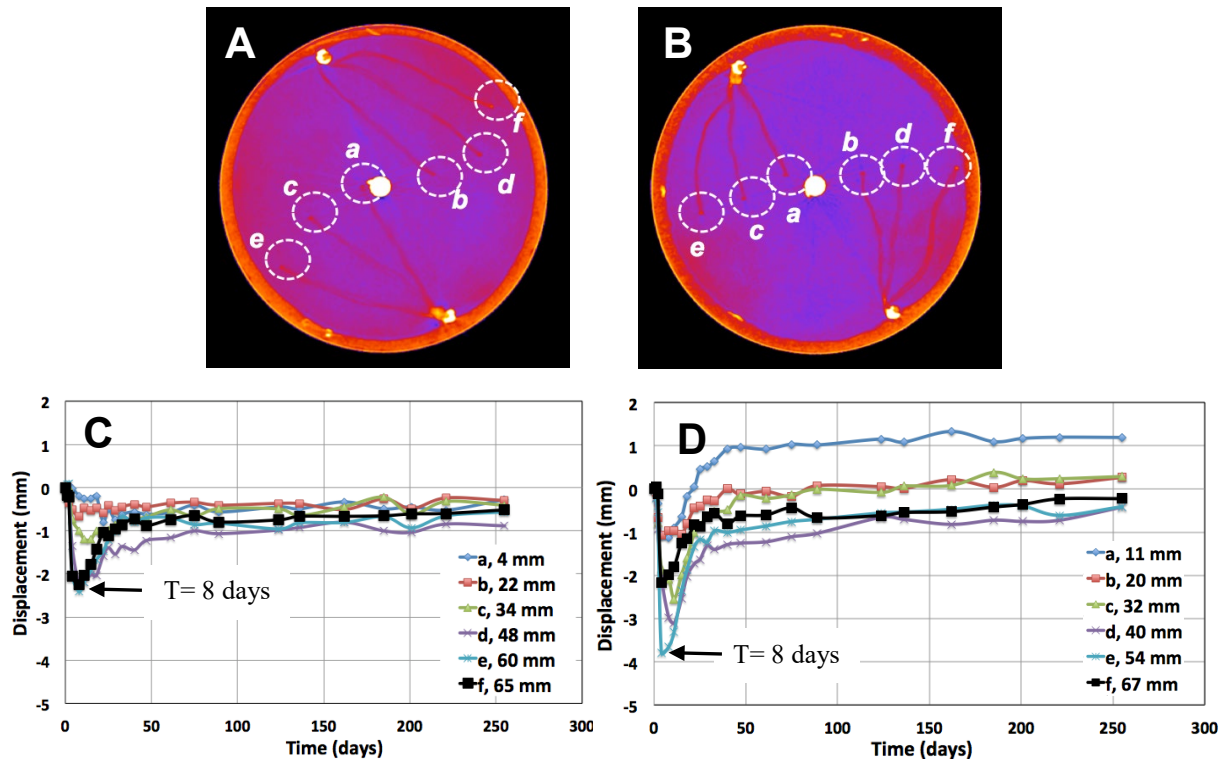 A
f
a
d
c
b
e
B
b
d
f
a
c
e
C
Displacement (mm)
2
1
0
-1
-2
-3
-4
-5
T= 8 days
a, 4 mm
b, 22 mm
c, 34 mm
d, 48 mm
e, 60 mm
f, 65 mm
0 50 100 150 200 250 300
Time (days)
D
Displacement (mm)
2
1
0
-1
-2
-3
-4
-5
T= 8 days
a, 11 mm
b, 20 mm
c, 32 mm
d, 40 mm
e, 54 mm
f, 67 mm
0 50 100 150 200 250 300
Time (days)